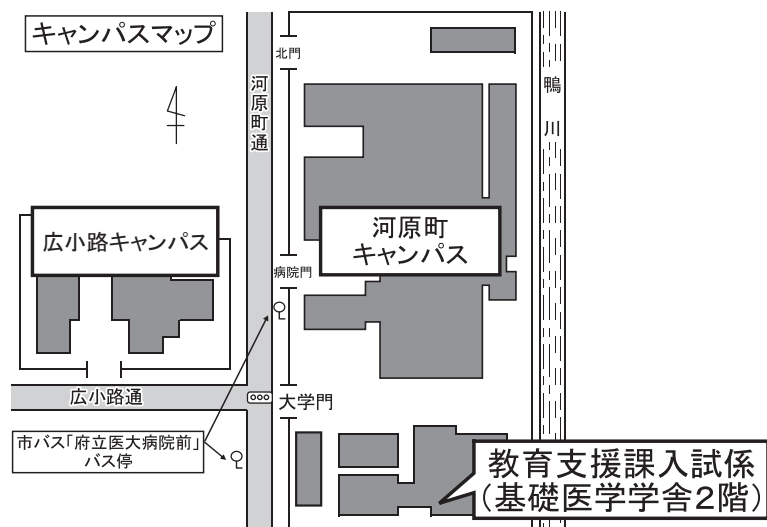 キャンパスマップ
北門
河原町通
鴨川
広小路キャンパス
河原町
キャンパス
病院門
広小路通
大学門
市バス「府立医大病院前」
バス停
教育支援課入試係
(基礎医学学舎2階)